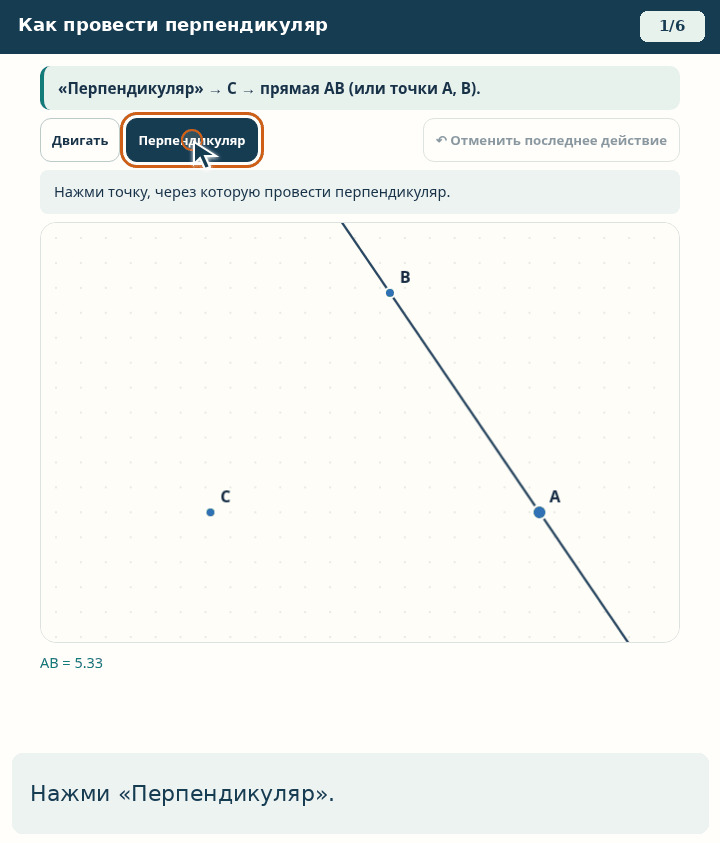 Как провести перпендикуляр
1/6
«Перпендикуляр» → C → прямая AB (или точки A, B).
Двигать
Перпендикуляр
↶ Отменить последнее действие
Нажми точку, через которую провести перпендикуляр.
B
C
A
AB = 5.33
Нажми «Перпендикуляр».